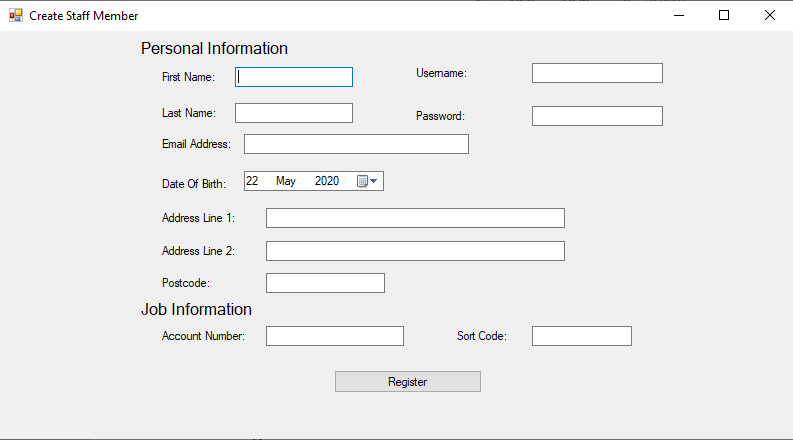 Create Staff Member
Personal Information
First Name:
Username:
Last Name:
Password:
Email Address:
Date Of Birth: 22 May 2020
Address Line 1:
Address Line 2:
Postcode:
Job Information
Account Number:
Sort Code:
Register